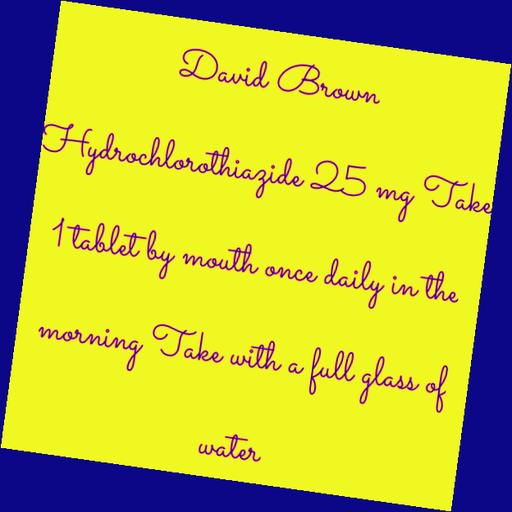 David Brown
Hydrochlorothiazide 25 mg Take
1 tablet by mouth once daily in the
morning Take with a full glass of
water